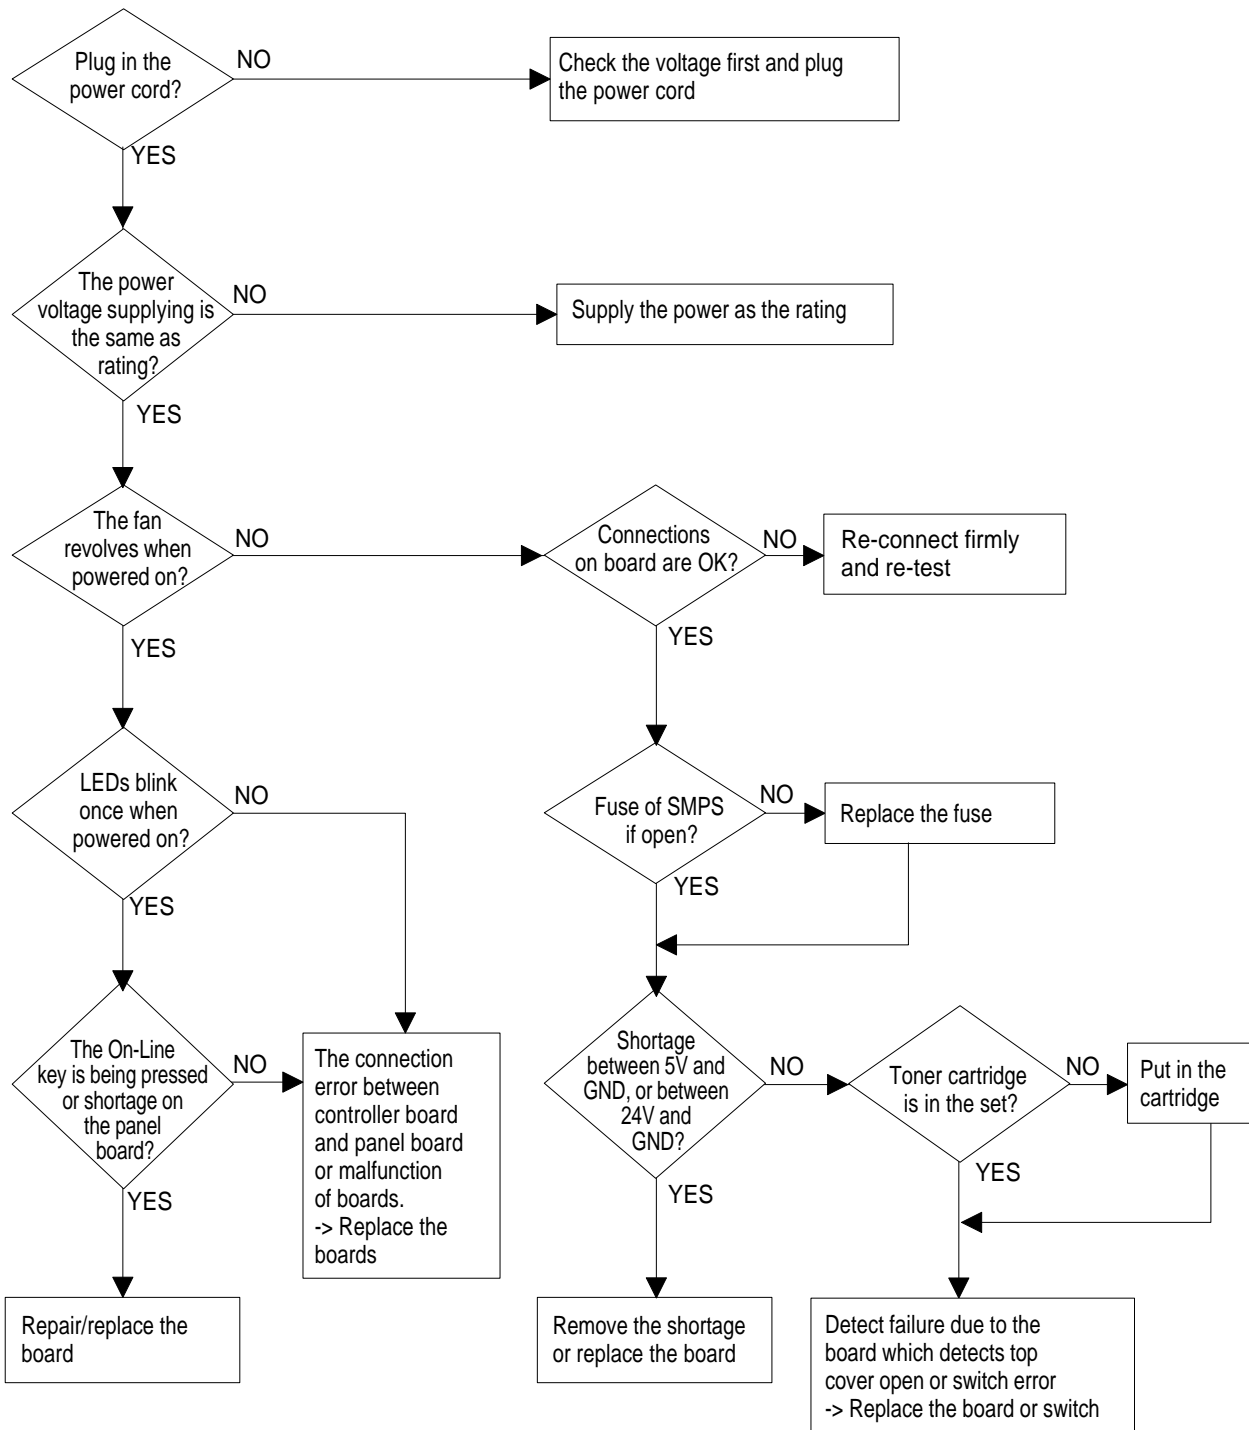 Plug in the
power cord?
NO
Check the voltage first and plug
the power cord
YES
The power
voltage supplying is
the same as
rating?
NO
Supply the power as the rating
YES
The fan
revolves when
powered on?
NO
Connections
on board are OK?
NO
Re-connect firmly
and re-test
YES
YES
LEDs blink
once when
powered on?
NO
Fuse of SMPS
if open?
NO
Replace the fuse
YES
YES
The On-Line
key is being pressed
or shortage on
the panel
board?
NO
The connection
error between
controller board
and panel board
or malfunction
of boards.
-> Replace the
boards
Shortage
between 5V and
GND, or between
24V and
GND?
NO
Toner cartridge
is in the set?
NO
Put in the
cartridge
YES
YES
YES
Repair/replace the
board
Remove the shortage
or replace the board
Detect failure due to the
board which detects top
cover open or switch error
-> Replace the board or switch